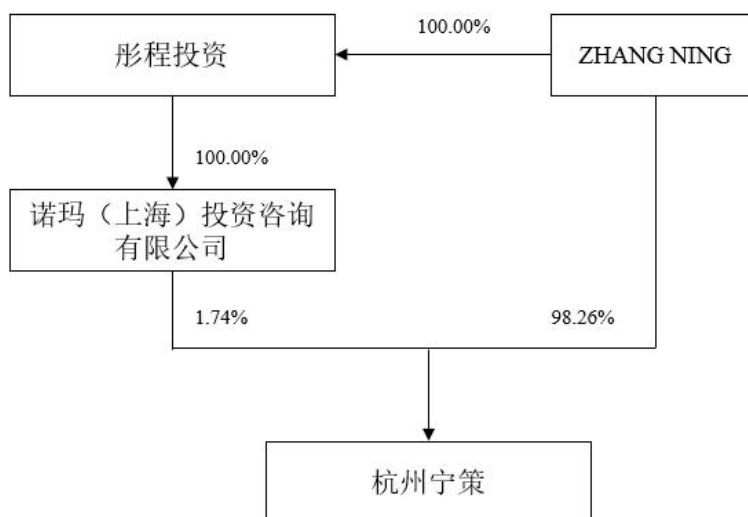 100.00%
彤程投资
ZHANG NING
100.00%
诺玛（上海）投资咨询
有限公司
1.74%
98.26%
杭州宁策